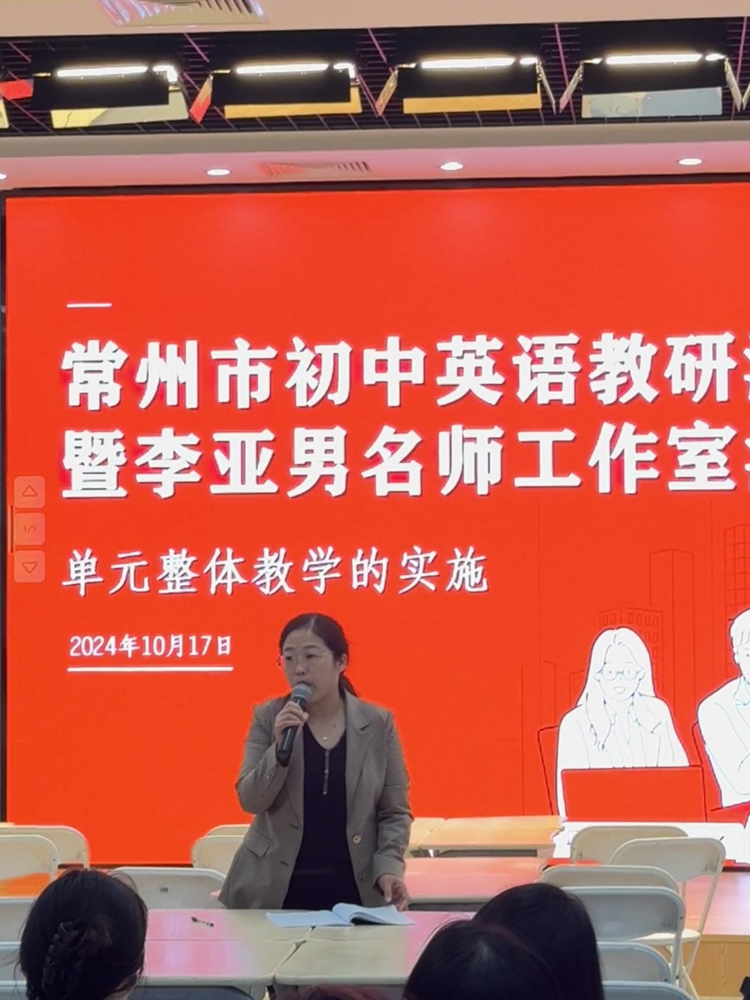 常州市初中英语教研
暨李亚男名师工作室
单元整体教学的实施
2024年10月17日
1/9